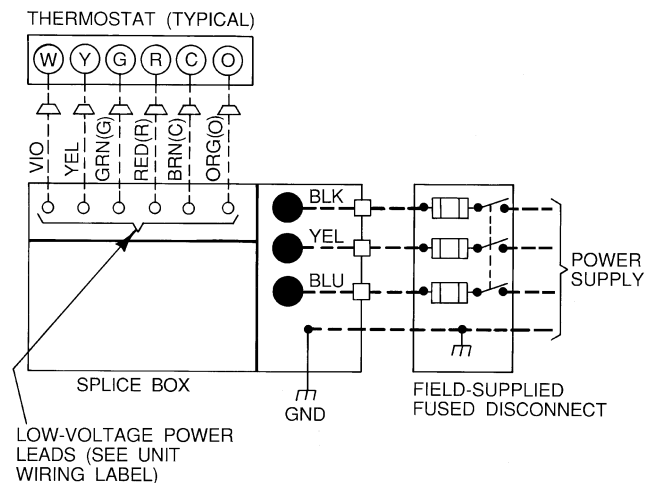 THERMOSTAT (TYPICAL)
W Y G R C O
VIO
YEL
GRN(G)
RED(R)
BRN(C)
ORG(O)
BLK
YEL
BLU
POWER
SUPPLY
SPLICE BOX
GND
FIELD-SUPPLIED
FUSED DISCONNECT
LOW-VOLTAGE POWER
LEADS (SEE UNIT
WIRING LABEL)